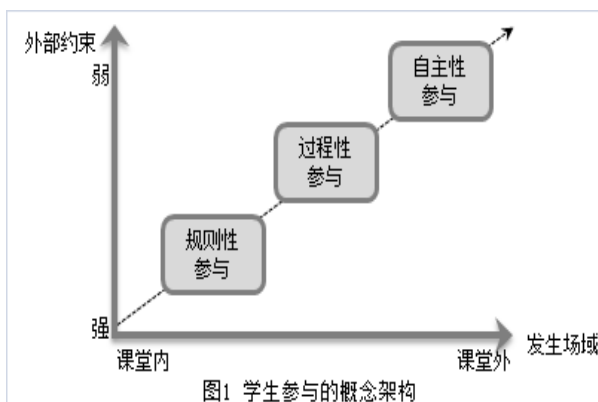 外部约束
弱
自主性
参与
过程性
参与
规则性
参与
强
课堂内
课堂外
发生场域
图1 学生参与的概念架构